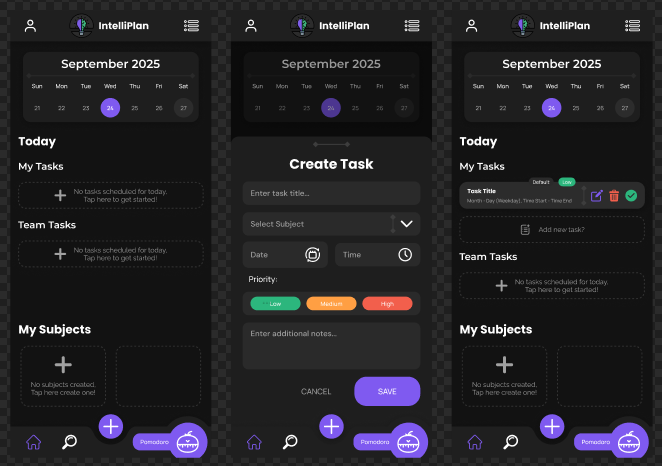 IntelliPlan
September 2025
Sun Mon Tue Wed Thu Fri Sat
21 22 23 24 25 26 27
Today
My Tasks
No tasks scheduled for today.
Tap here to get started!
Team Tasks
No tasks scheduled for today.
Tap here to get started!
My Subjects
No subjects created.
Tap here create one!
Pomodoro
IntelliPlan
September 2025
Sun Mon Tue Wed Thu Fri Sat
21 22 23 24 25 26 27
Create Task
Enter task title...
Select Subject
Date Time
Priority:
Low Medium High
Enter additional notes...
CANCEL SAVE
Pomodoro
IntelliPlan
September 2025
Sun Mon Tue Wed Thu Fri Sat
21 22 23 24 25 26 27
Today
My Tasks
Default Low
Task Title
Month - Day (Weekday), Time Start - Time End
Add new task?
Team Tasks
No tasks scheduled for today.
Tap here to get started!
My Subjects
No subjects created.
Tap here create one!
Pomodoro